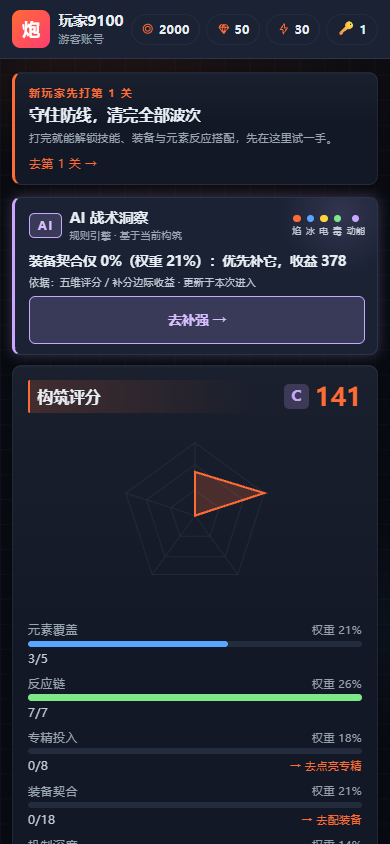 炮
玩家9100
游客账号
2000
50
50
1
新玩家先打第 1 关
守住防线，清完全部波次
打完就能解锁技能、装备与元素反应搭配，先在这里试一手。
去第 1 关 →
AI
AI 战术洞察
规则引擎 · 基于当前构筑
焰 冰 电 毒 动能
装备契合仅 0%（权重 21%）：优先补它，收益 378
依据：五维评分 / 补分边际收益 · 更新于本次进入
去补强 →
构筑评分
C
141
元素覆盖
权重 21%
3/5
反应链
权重 26%
7/7
专精投入
权重 18%
0/8
→ 去点亮专精
装备契合
权重 21%
0/18
→ 去配装备
机制深度
权重 14%